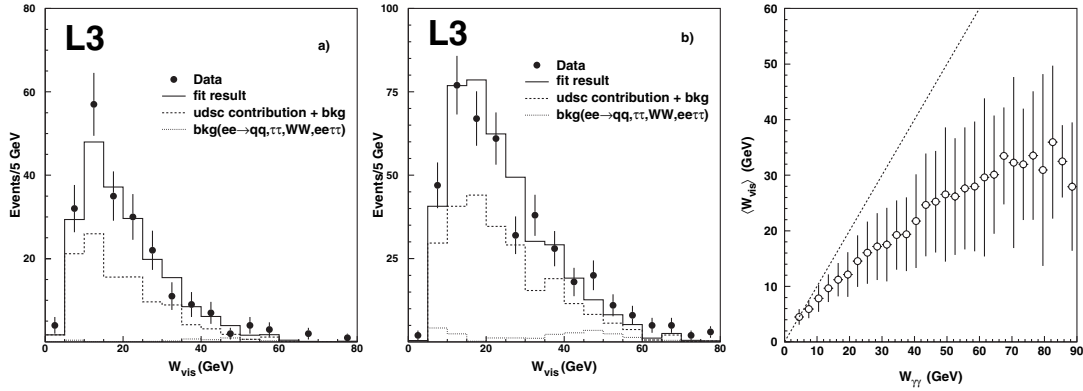 L3
a)
Data
fit result
udsc contribution + bkg
bkg(ee→qq,ττ,WW,eeττ)
Events/5 GeV
80
60
40
20
0
20
40
60
80
W_vis (GeV)
L3
b)
Data
fit result
udsc contribution + bkg
bkg(ee→qq,ττ,WW,eeττ)
Events/5 GeV
100
75
50
25
0
20
40
60
80
W_vis (GeV)
⟨W_vis⟩ (GeV)
60
50
40
30
20
10
0
0
10
20
30
40
50
60
70
80
90
W_γγ (GeV)